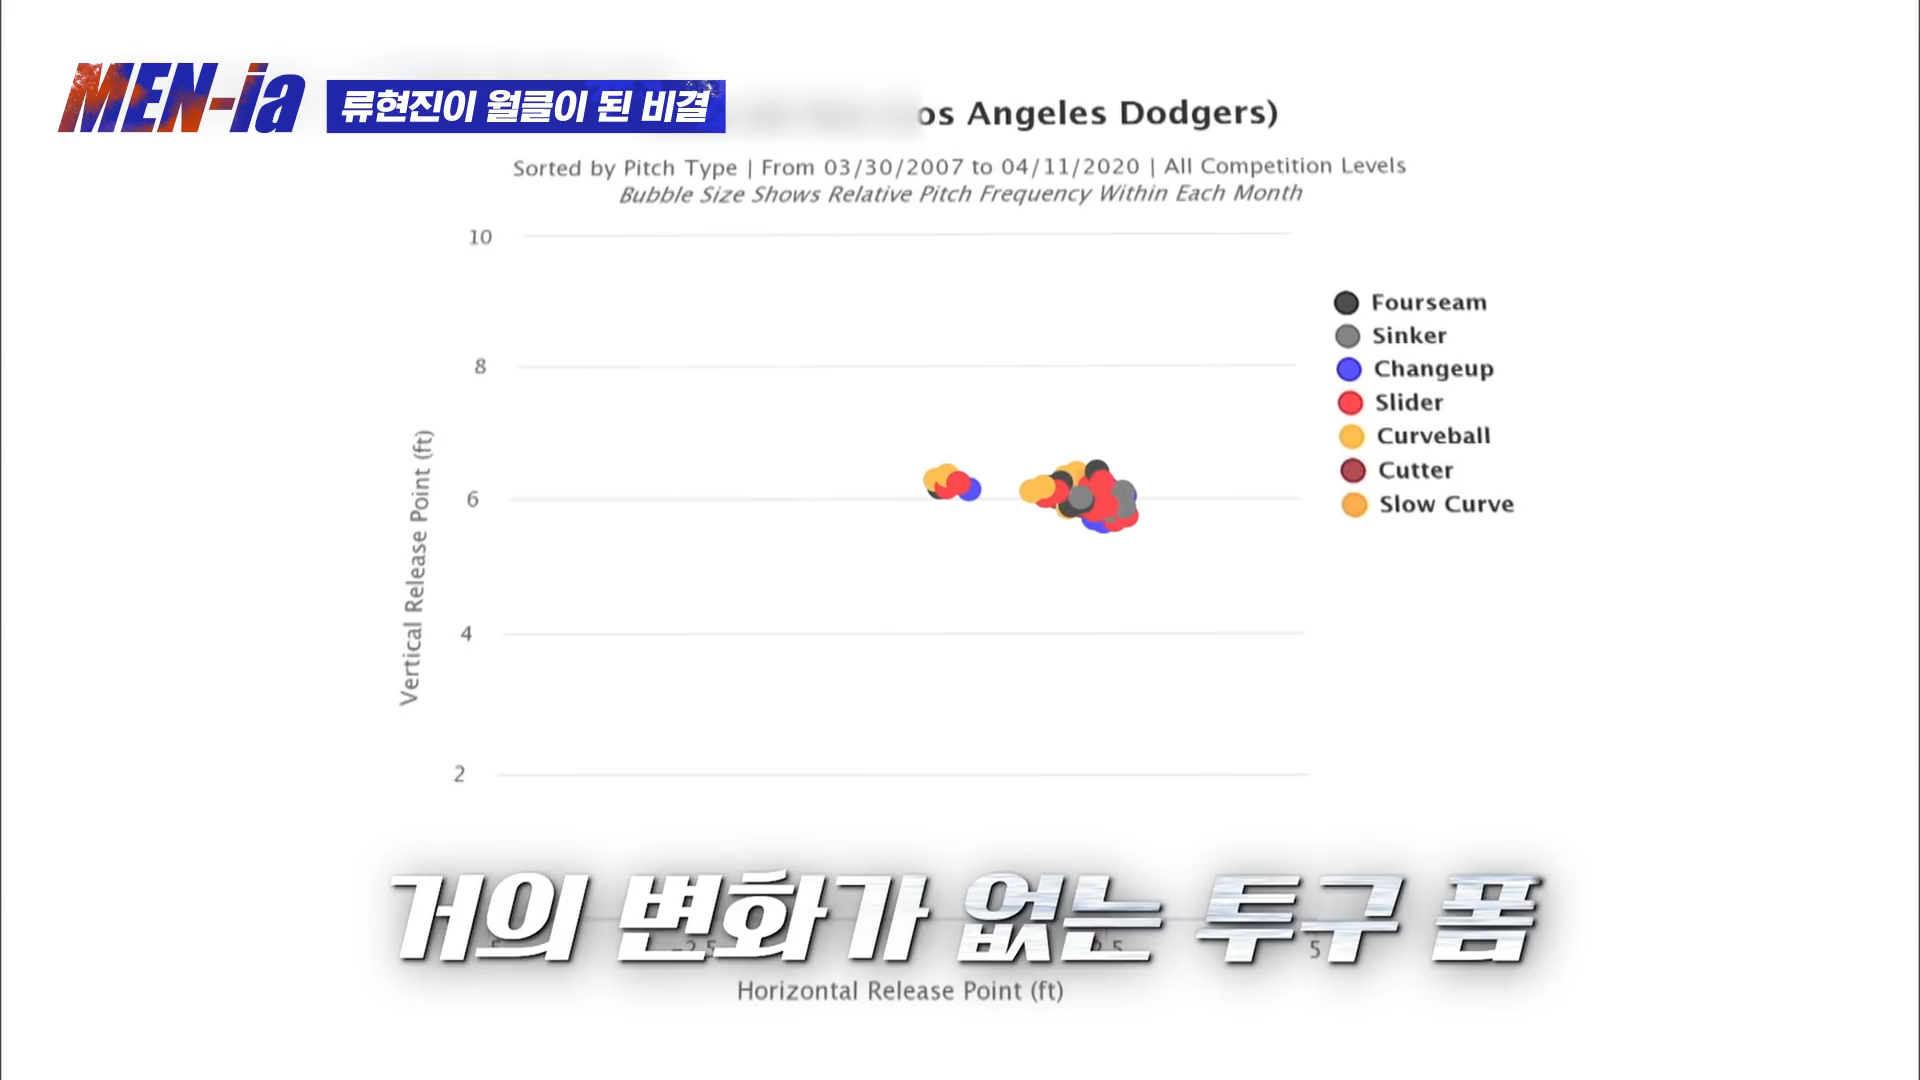 MEN-ia
류현진이 월클이 된 비결
os Angeles Dodgers)
Sorted by Pitch Type | From 03/30/2007 to 04/11/2020 | All Competition Levels
Bubble Size Shows Relative Pitch Frequency Within Each Month
10
8
6
4
2
Vertical Release Point (ft)
Fourseam
Sinker
Changeup
Slider
Curveball
Cutter
Slow Curve
거의 변화가 없는 투구 폼
5
Horizontal Release Point (ft)